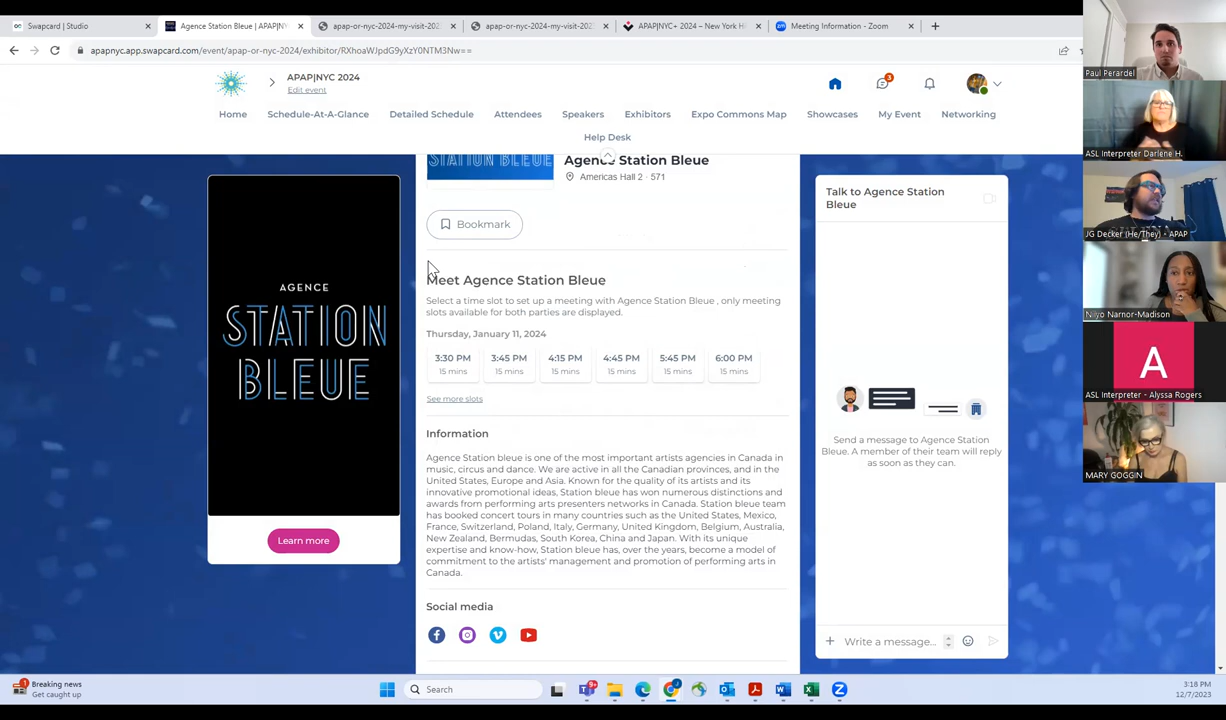 Swapcard | Studio
Agence Station Bleue | APAP|NY
apap-or-nyc-2024-my-visit-202
apap-or-nyc-2024-my-visit-202
APAP|NYC+ 2024 – New York H
Meeting Information - Zoom
apapnyc.app.swapcard.com/event/apap-or-nyc-2024/exhibitor/RXhoaWJpdG9yXzY0NTM3Nw==
APAP|NYC 2024
Edit event
3
Home
Schedule-At-A-Glance
Detailed Schedule
Attendees
Speakers
Exhibitors
Expo Commons Map
Showcases
My Event
Networking
Help Desk
STATION BLEUE
Agence Station Bleue
Americas Hall 2 · 571
Bookmark
Meet Agence Station Bleue
Select a time slot to set up a meeting with Agence Station Bleue , only meeting
slots available for both parties are displayed.
Thursday, January 11, 2024
3:30 PM 3:45 PM 4:15 PM 4:45 PM 5:45 PM 6:00 PM
15 mins 15 mins 15 mins 15 mins 15 mins 15 mins
See more slots
Information
Agence Station bleue is one of the most important artists agencies in Canada in
music, circus and dance. We are active in all the Canadian provinces, and in the
United States, Europe and Asia. Known for the quality of its artists and its
innovative promotional ideas, Station bleue has won numerous distinctions and
awards from performing arts presenters networks in Canada. Station bleue team
has booked concert tours in many countries such as the United States, Mexico,
France, Switzerland, Poland, Italy, Germany, United Kingdom, Belgium, Australia,
New Zealand, Bermudas, South Korea, China and Japan. With its unique
expertise and know-how, Station bleue has, over the years, become a model of
commitment to the artists' management and promotion of performing arts in
Canada.
Social media
AGENCE
STATION
BLEUE
Learn more
Talk to Agence Station
Bleue
Send a message to Agence Station
Bleue. A member of their team will reply
as soon as they can.
Write a message...
Paul Perardel
ASL Interpreter Darlene H.
JG Decker (He/They) - APAP
Niiyo Narnor-Madison
A
ASL Interpreter - Alyssa Rogers
MARY GOGGIN
1
Breaking news
Get caught up
Search
9+
3:18 PM
12/7/2023